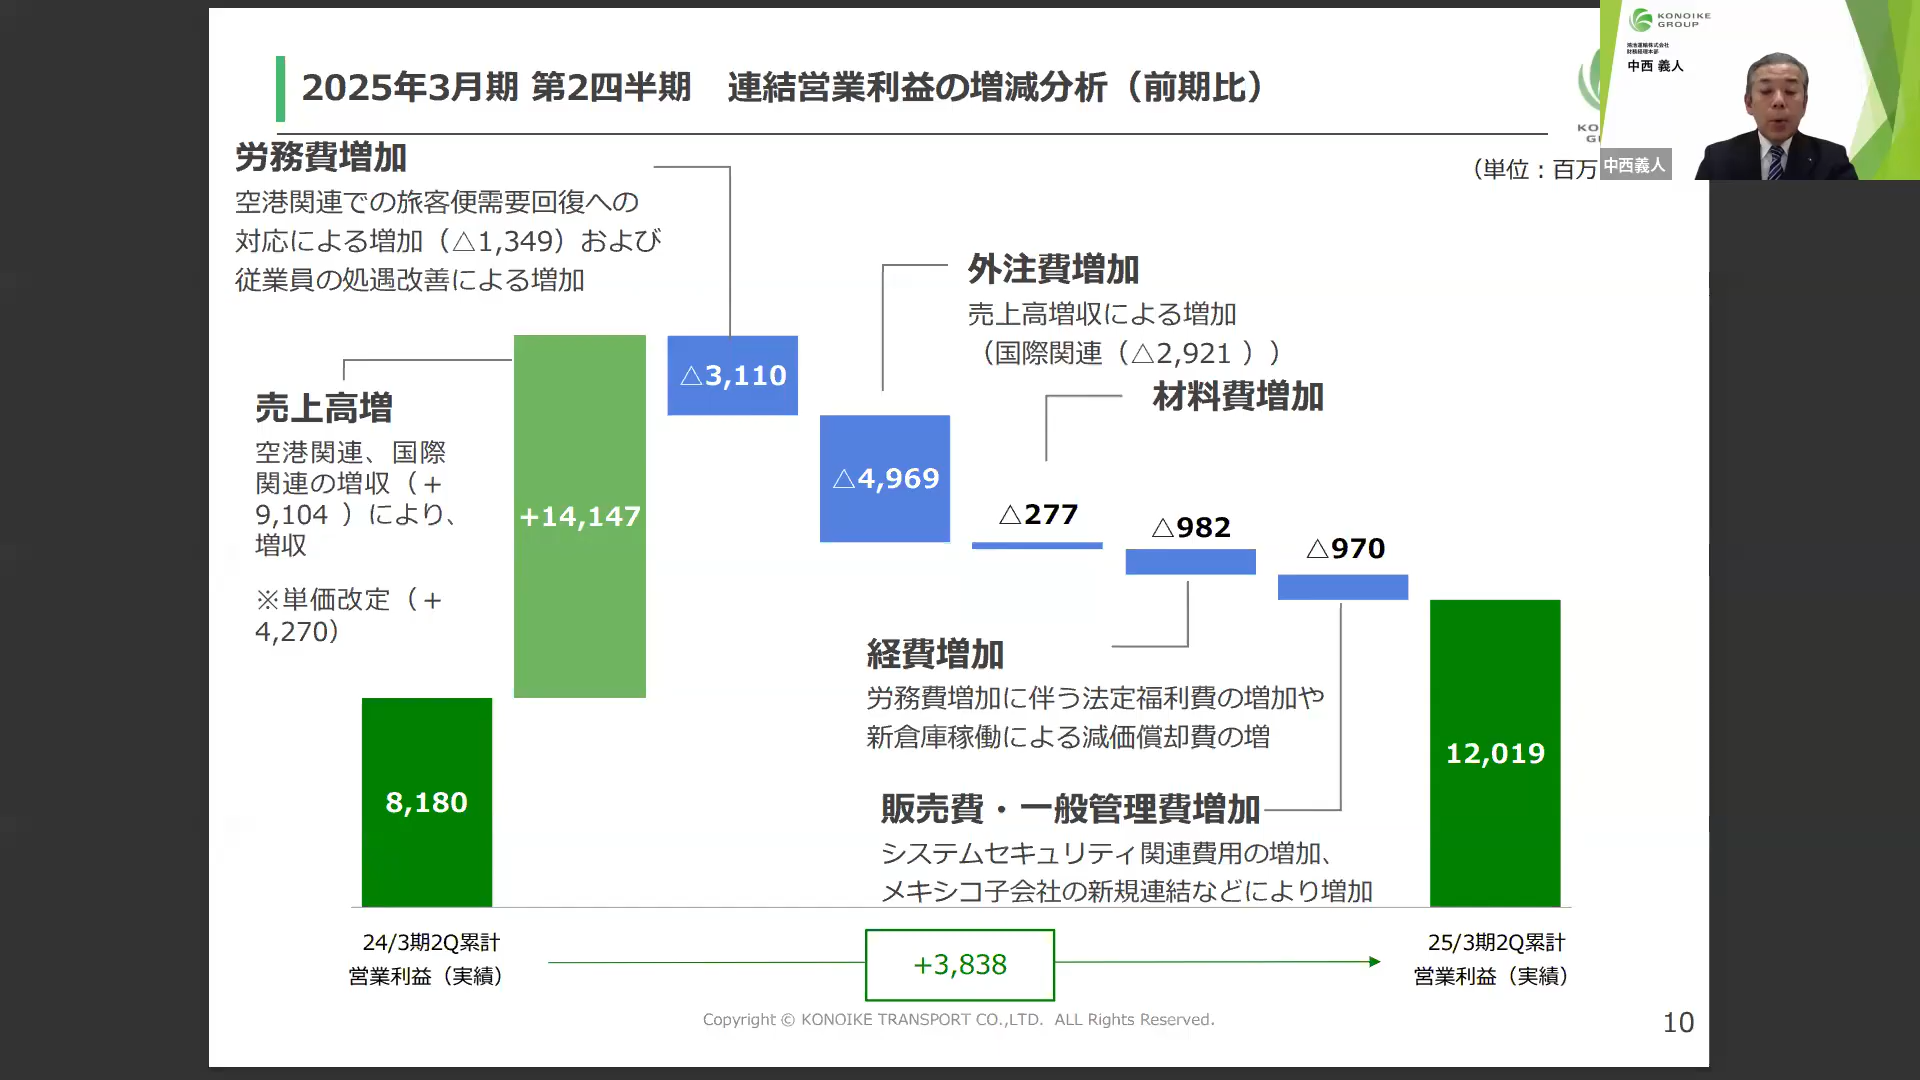 2025年3月期 第2四半期　連結営業利益の増減分析（前期比）
KONOIKE
GROUP
鴻池運輸株式会社
財務経理本部
中西 義人
中西義人
（単位：百万
労務費増加
空港関連での旅客便需要回復への
対応による増加（△1,349）および
従業員の処遇改善による増加
外注費増加
売上高増収による増加
（国際関連（△2,921 ））
材料費増加
売上高増
空港関連、国際
関連の増収（＋
9,104 ）により、
増収
※単価改定（＋
4,270）
+14,147
△3,110
△4,969
△277
△982
△970
経費増加
労務費増加に伴う法定福利費の増加や
新倉庫稼働による減価償却費の増
販売費・一般管理費増加
システムセキュリティ関連費用の増加、
メキシコ子会社の新規連結などにより増加
8,180
12,019
24/3期2Q累計
営業利益（実績）
+3,838
25/3期2Q累計
営業利益（実績）
Copyright © KONOIKE TRANSPORT CO.,LTD. ALL Rights Reserved.
10